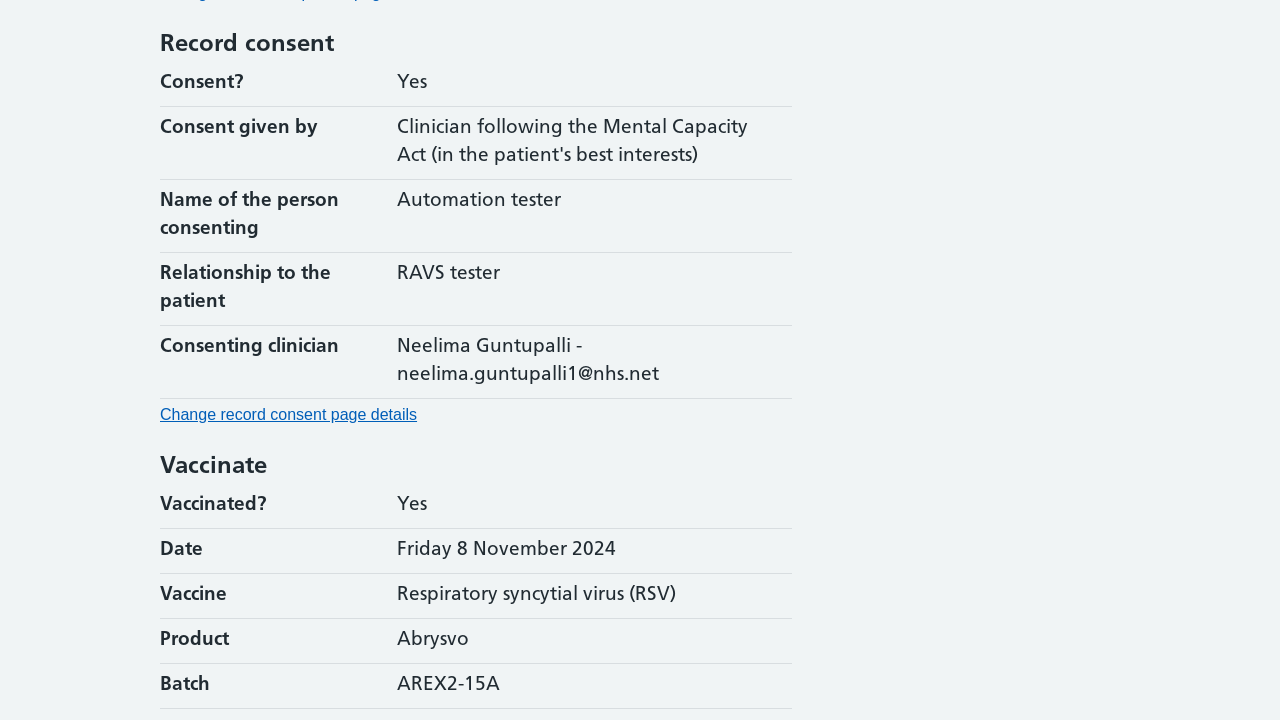 Record consent
Consent? Yes
Consent given by Clinician following the Mental Capacity
Act (in the patient's best interests)
Name of the person Automation tester
consenting
Relationship to the RAVS tester
patient
Consenting clinician Neelima Guntupalli -
neelima.guntupalli1@nhs.net
Change record consent page details
Vaccinate
Vaccinated? Yes
Date Friday 8 November 2024
Vaccine Respiratory syncytial virus (RSV)
Product Abrysvo
Batch AREX2-15A